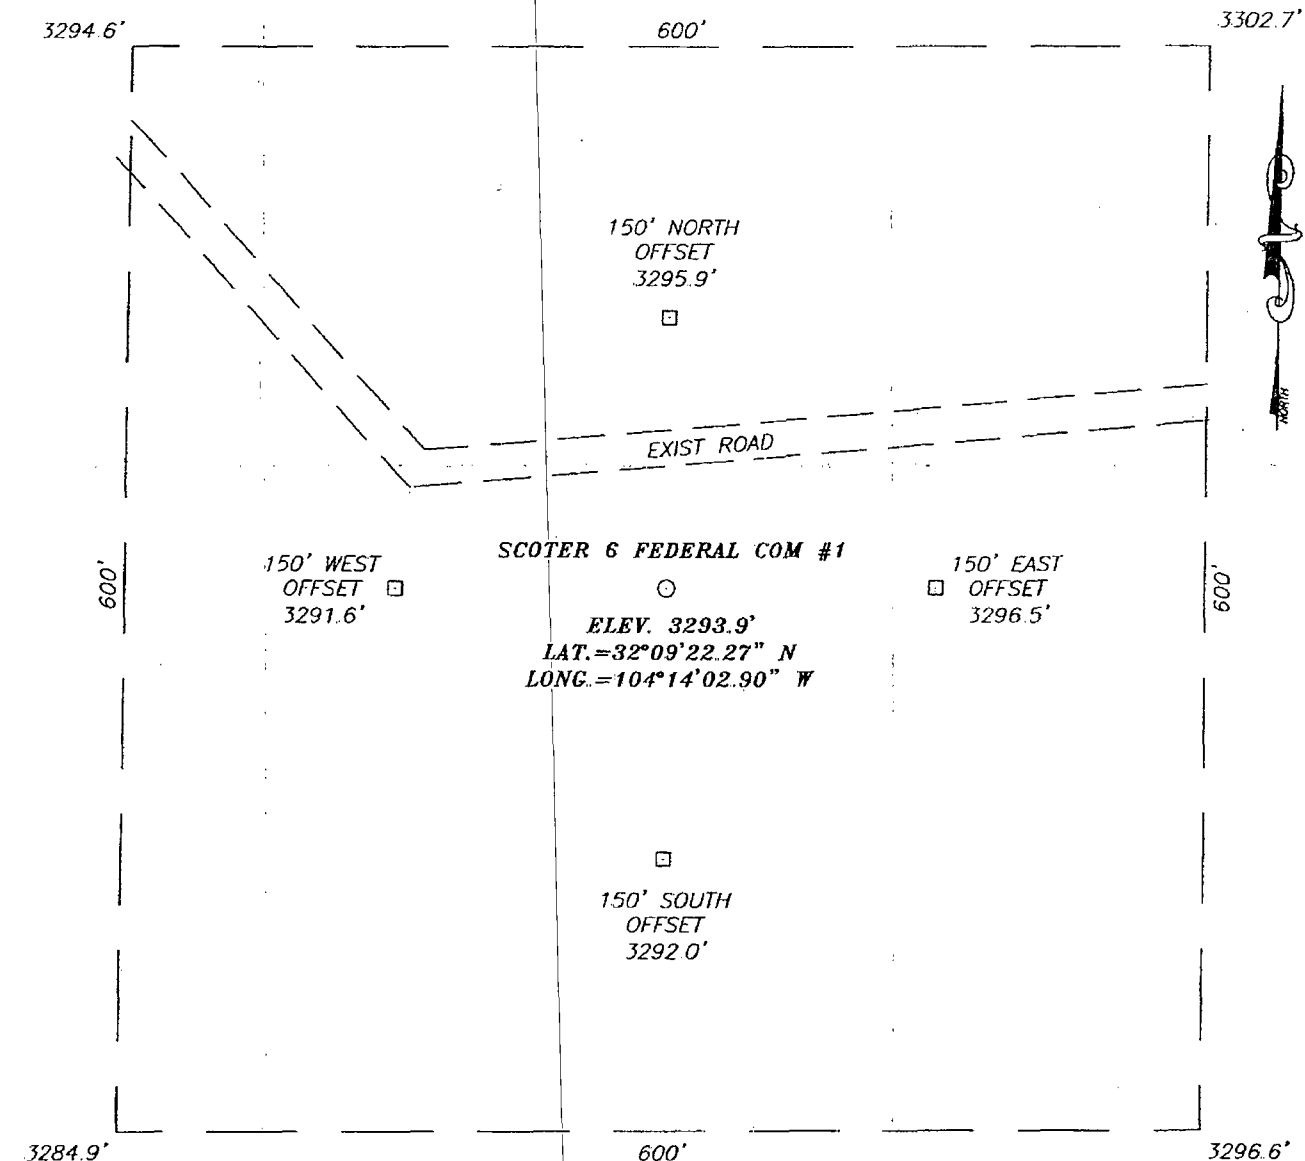 3294.6'
600'
3302.7'
150' NORTH
OFFSET
3295.9'
NORTH
EXIST ROAD
SCOTER 6 FEDERAL COM #1
150' WEST
OFFSET
3291.6'
150' EAST
OFFSET
3296.5'
600'
600'
ELEV. 3293.9'
LAT.=32°09'22.27" N
LONG.=104°14'02.90" W
150' SOUTH
OFFSET
3292.0'
3284.9'
600'
3296.6'